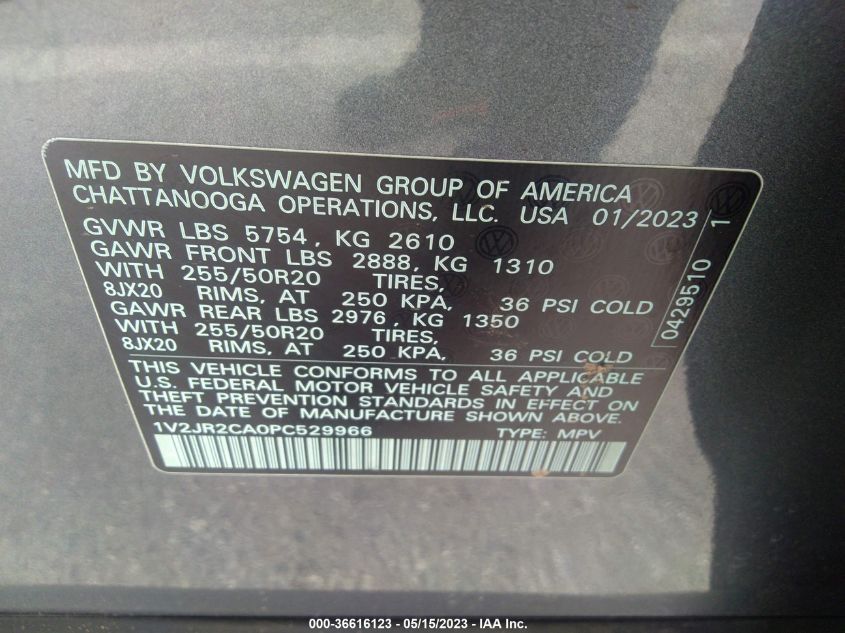 MFD BY VOLKSWAGEN GROUP OF AMERICA
CHATTANOOGA OPERATIONS, LLC. USA 01/2023
GVWR LBS 5754, KG 2610
GAWR FRONT LBS 2888, KG 1310
WITH 255/50R20 TIRES,
8JX20 RIMS, AT 250 KPA, 36 PSI COLD
GAWR REAR LBS 2976, KG 1350
WITH 255/50R20 TIRES,
8JX20 RIMS, AT 250 KPA, 36 PSI COLD
THIS VEHICLE CONFORMS TO ALL APPLICABLE
U.S. FEDERAL MOTOR VEHICLE SAFETY AND
THEFT PREVENTION STANDARDS IN EFFECT ON
THE DATE OF MANUFACTURE SHOWN ABOVE.
1V2JR2CA0PC529966 TYPE: MPV
0429510 1
000-36616123 - 05/15/2023 - IAA Inc.